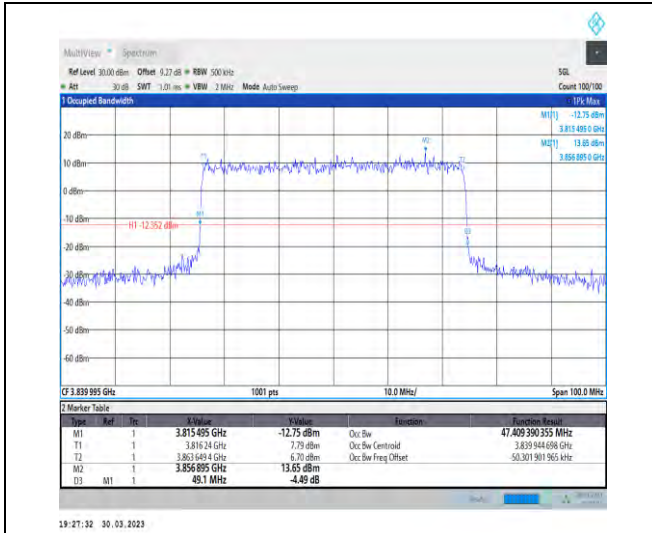 MultiView Spectrum
Ref Level 30.00 dBm Offset 9.27 dB RBW 500 kHz SGL
Att 30 dB SWT 1.01 ms VBW 2 MHz Mode Auto Sweep Count 100/100
1 Occupied Bandwidth 1Pk Max
M1[1] -12.75 dBm
3.815 495 0 GHz
M2[1] 13.65 dBm
3.856 895 0 GHz
20 dBm
M2
10 dBm
T2
0 dBm
-10 dBm
M1
H1 -12.352 dBm
-20 dBm
-30 dBm
-40 dBm
-50 dBm
-60 dBm
CF 3.839 995 GHz 1001 pts 10.0 MHz/ Span 100.0 MHz
2 Marker Table
Type Ref Trc X-Value Y-Value Function Function Result
M1 1 3.815 495 GHz -12.75 dBm Occ Bw 47.409 390 355 MHz
T1 1 3.816 24 GHz 7.79 dBm Occ Bw Centroid 3.839 944 698 GHz
T2 1 3.863 649 4 GHz 6.70 dBm Occ Bw Freq Offset -50.301 901 965 kHz
M2 1 3.856 895 GHz 13.65 dBm
D3 M1 1 49.1 MHz -4.49 dB
19:27:32 30.03.2023